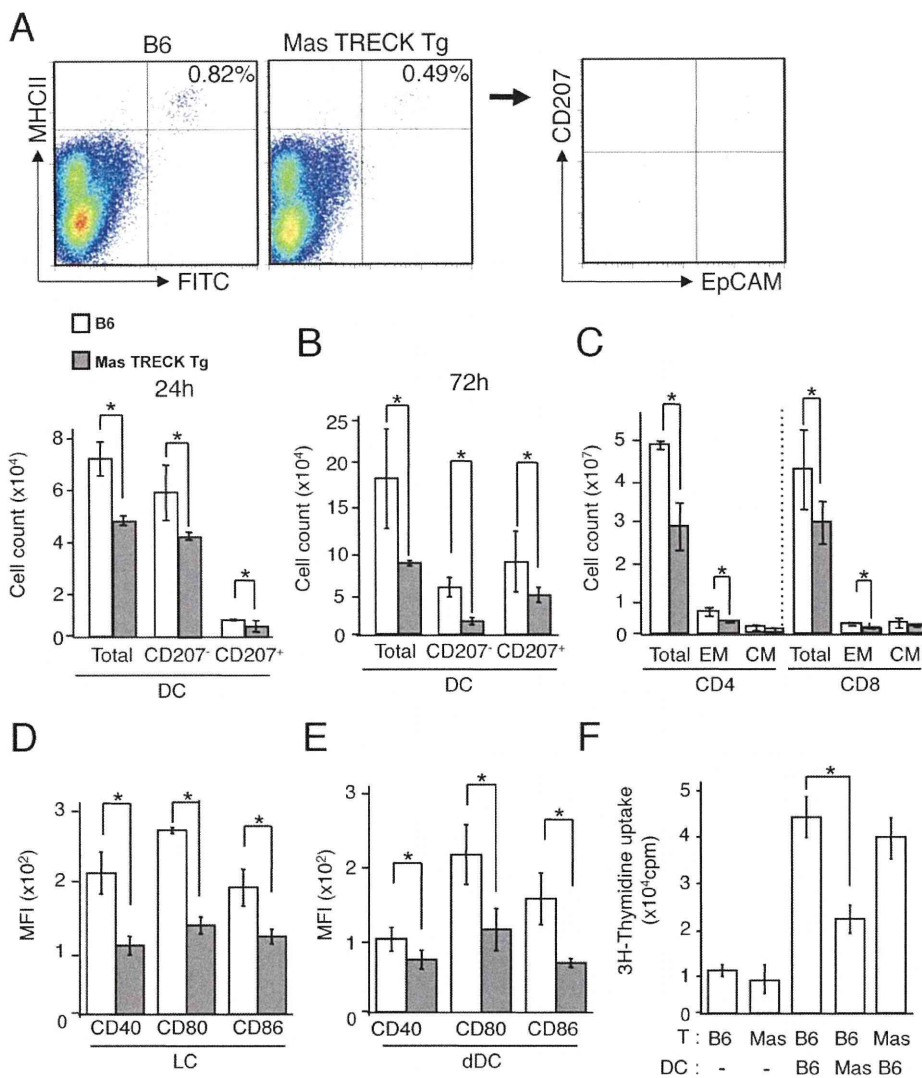 A
B6
Mas TRECK Tg
0.82%
0.49%
MHCII
FITC
CD207
EpCAM
B6
Mas TRECK Tg
24h
Cell count (x10⁴)
8
6
4
2
0
*
*
*
Total CD207⁻ CD207⁺
DC
B
72h
Cell count (x10⁴)
25
20
10
5
0
*
*
*
Total CD207⁻ CD207⁺
DC
C
Cell count (x10⁷)
5
3
1
0
*
*
*
*
Total EM CM Total EM CM
CD4 CD8
D
MFI (x10²)
3
2
1
0
*
*
*
CD40 CD80 CD86
LC
E
MFI (x10²)
3
2
1
0
*
*
*
CD40 CD80 CD86
dDC
F
3H-Thymidine uptake
(x10⁴cpm)
5
4
3
2
1
0
*
T : B6 Mas B6 B6 Mas
DC : - - B6 Mas B6